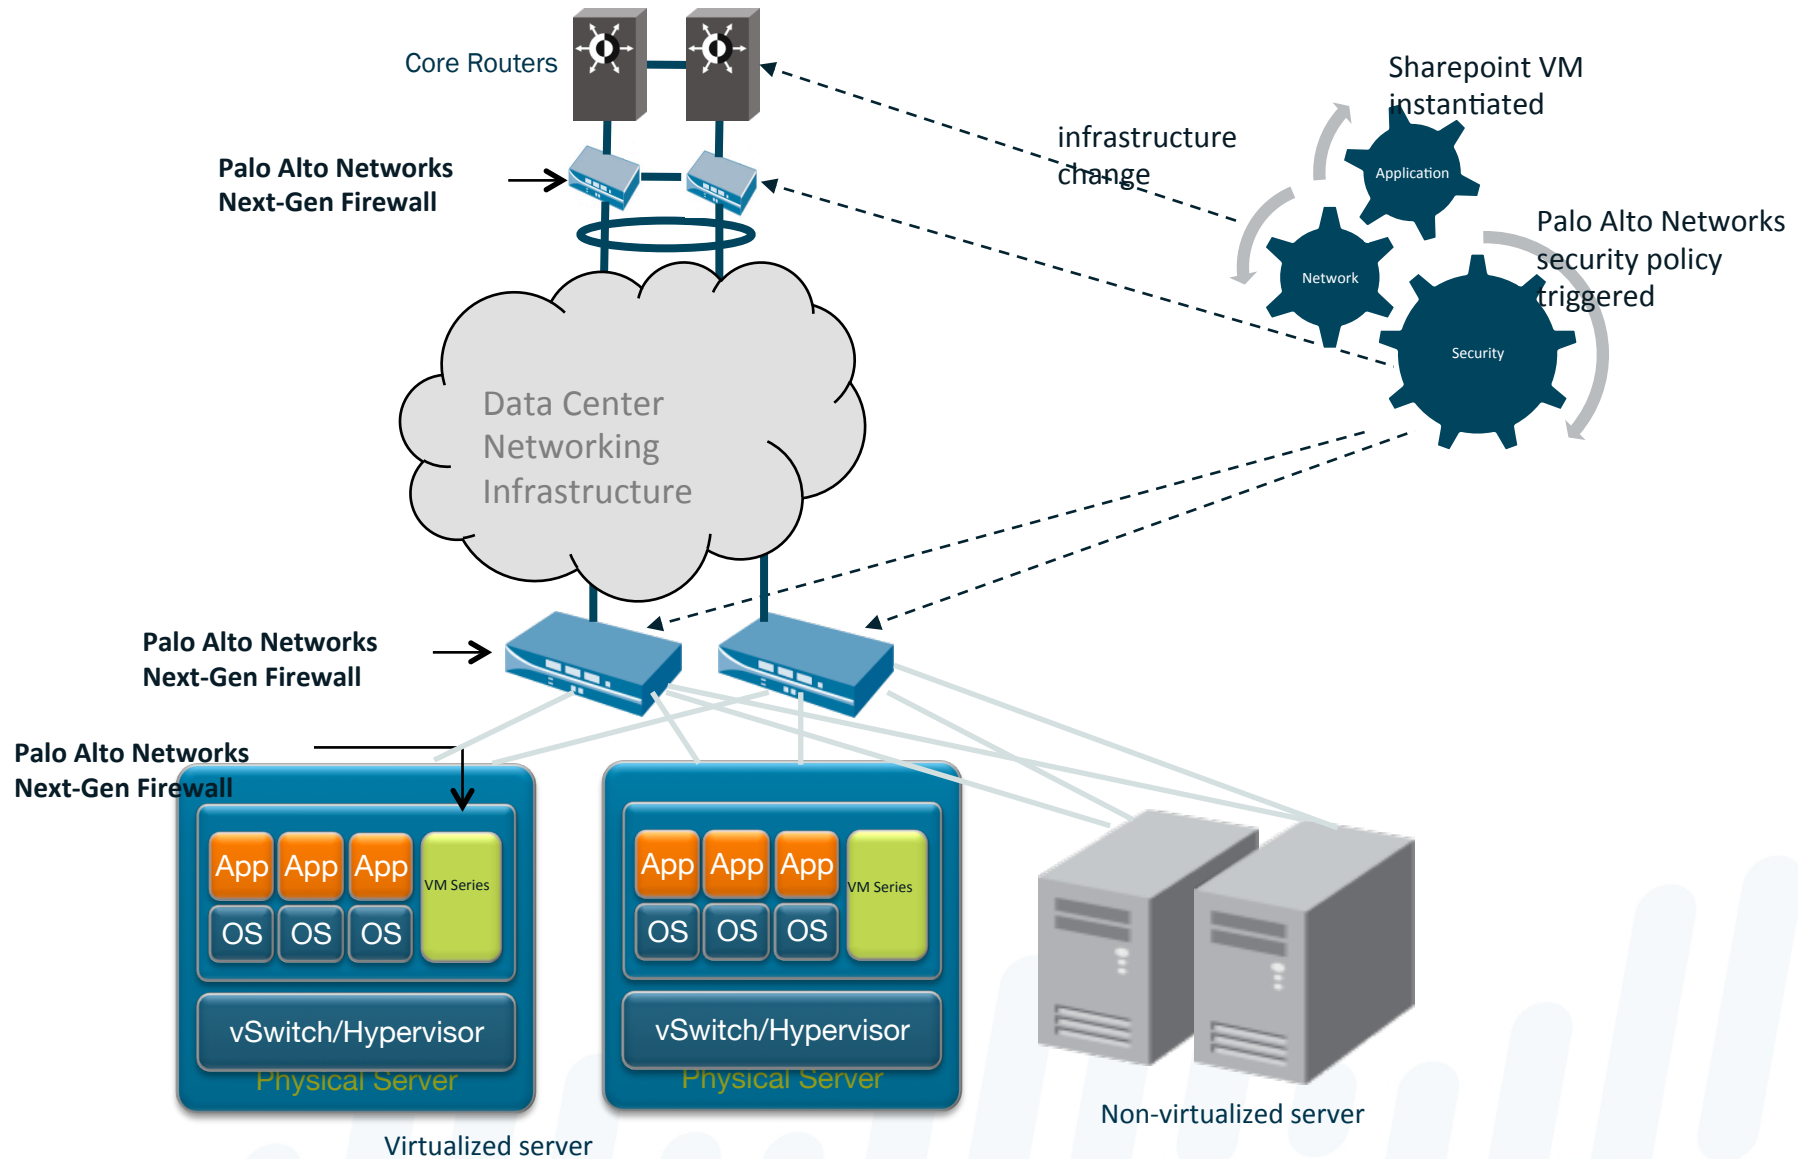 Core Routers
Sharepoint VM
instantiated
infrastructure
change
Application
Palo Alto Networks
Next-Gen Firewall
Palo Alto Networks
security policy
triggered
Network
Security
Data Center
Networking
Infrastructure
Palo Alto Networks
Next-Gen Firewall
Palo Alto Networks
Next-Gen Firewall
App App App
VM Series
OS OS OS
vSwitch/Hypervisor
Physical Server
App App App
VM Series
OS OS OS
vSwitch/Hypervisor
Physical Server
Virtualized server
Non-virtualized server